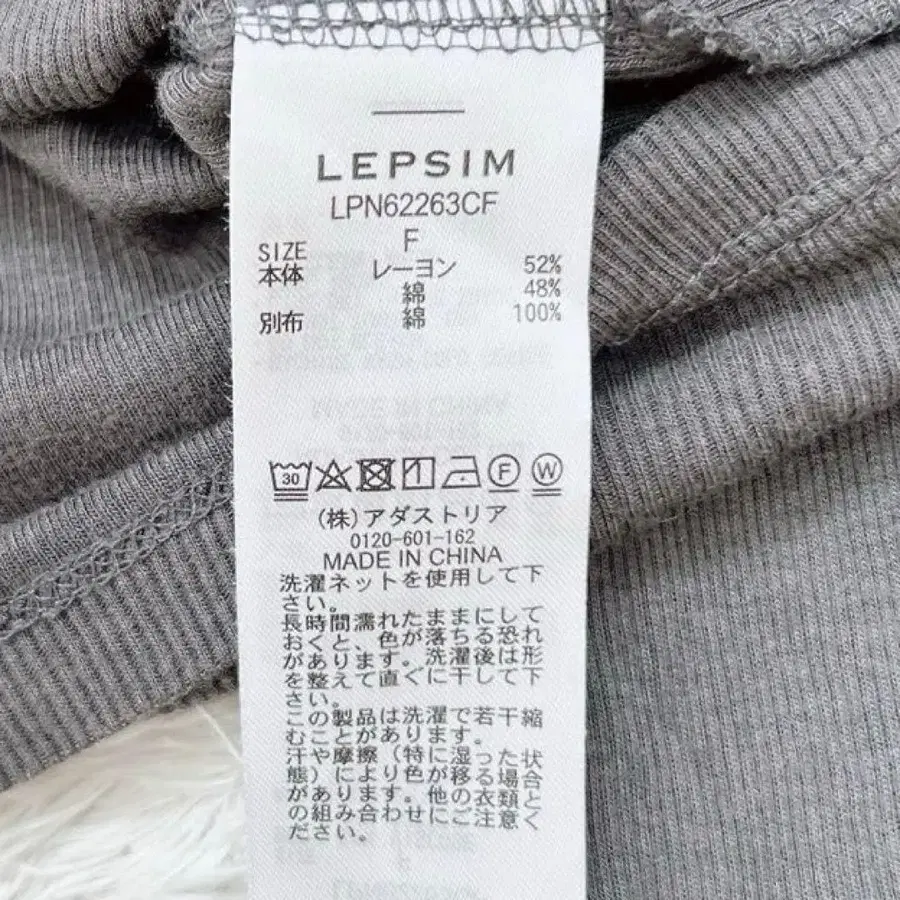 LEPSIM
LPN62263CF
SIZE F
本体 レーヨン 52%
綿 48%
別布 綿 100%
30 F W
(株)アダストリア
0120-601-162
MADE IN CHINA
洗濯ネットを使用して下
さい。
長時間濡れたままにして
おくと、色が落ちる恐れ
があります。洗濯後は形
を整えて直ぐに干して下
さい。
この製品は洗濯で若干縮
むことがあります。
汗や摩擦(特に湿った状
態)により色が移る場合
があります。他の衣類と
の組み合わせにご注意く
ださい。